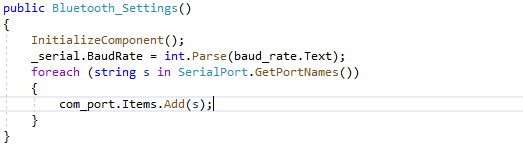 public Bluetooth_Settings()
{
InitializeComponent();
_serial.BaudRate = int.Parse(baud_rate.Text);
foreach (string s in SerialPort.GetPortNames())
{
com_port.Items.Add(s);
}
}